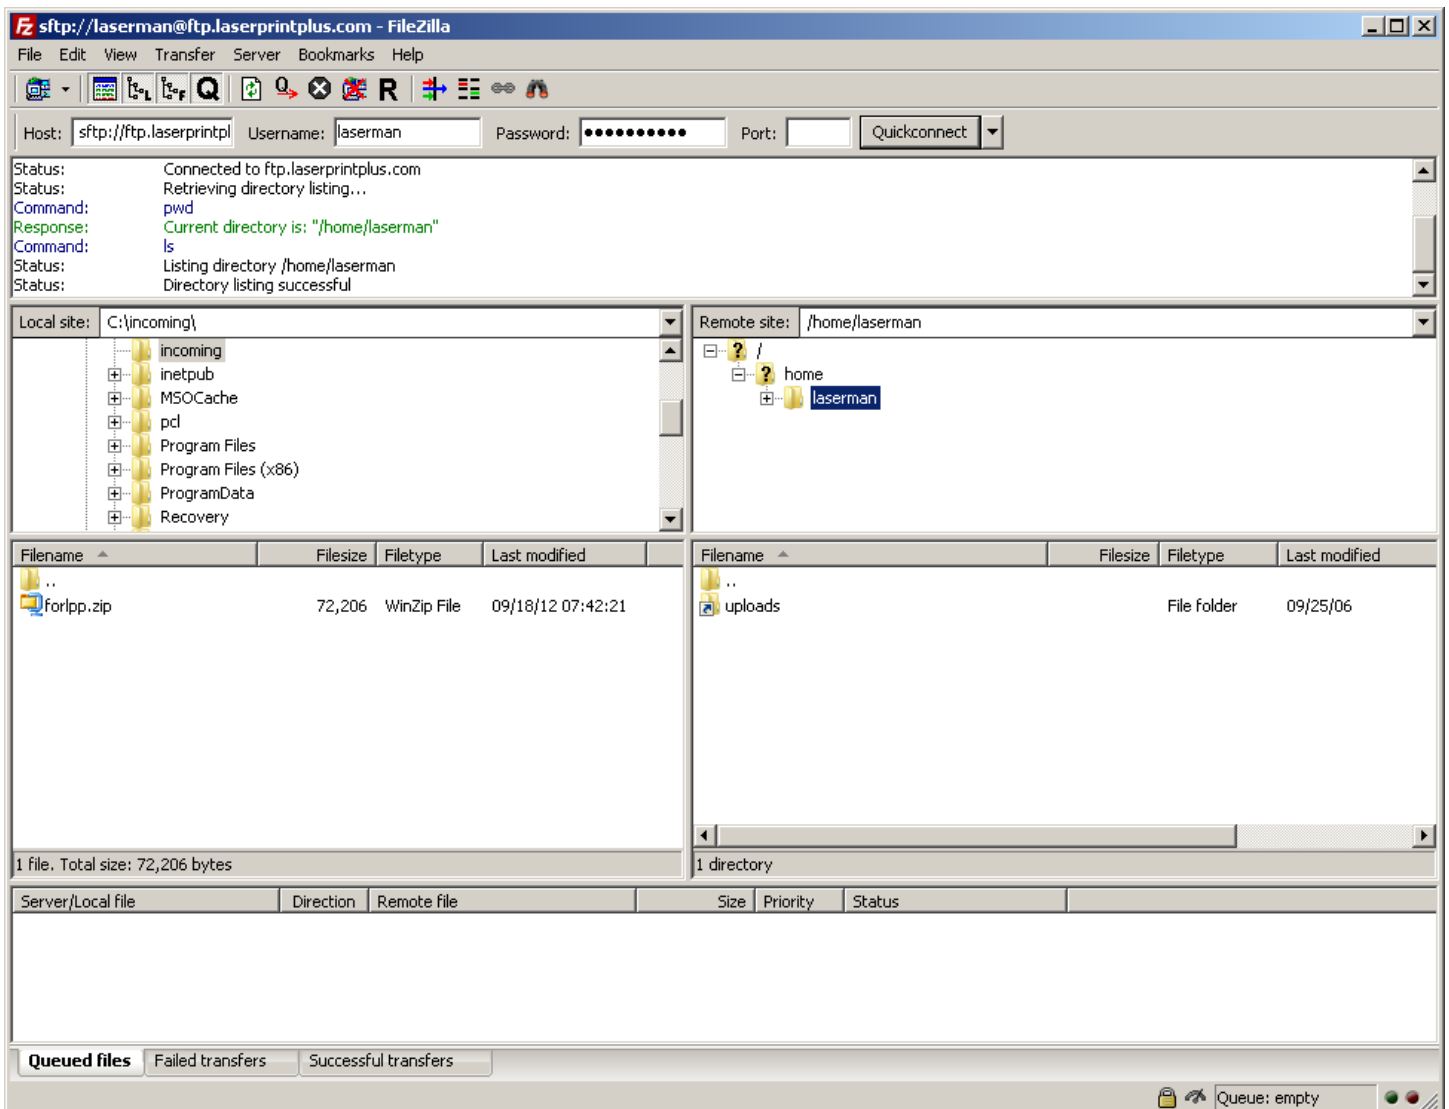 sftp://laserman@ftp.laserprintplus.com - FileZilla
File Edit View Transfer Server Bookmarks Help
Host: sftp://ftp.laserprintpl Username: laserman Password: ●●●●●●●●●● Port: Quickconnect
Status: Connected to ftp.laserprintplus.com
Status: Retrieving directory listing...
Command: pwd
Response: Current directory is: "/home/laserman"
Command: ls
Status: Listing directory /home/laserman
Status: Directory listing successful
Local site: C:\incoming\
incoming
inetpub
MSOCache
pcl
Program Files
Program Files (x86)
ProgramData
Recovery
Remote site: /home/laserman
/
home
laserman
Filename Filesize Filetype Last modified
..
forlpp.zip 72,206 WinZip File 09/18/12 07:42:21
1 file. Total size: 72,206 bytes
Filename Filesize Filetype Last modified
..
uploads File folder 09/25/06
1 directory
Server/Local file Direction Remote file Size Priority Status
Queued files Failed transfers Successful transfers
Queue: empty